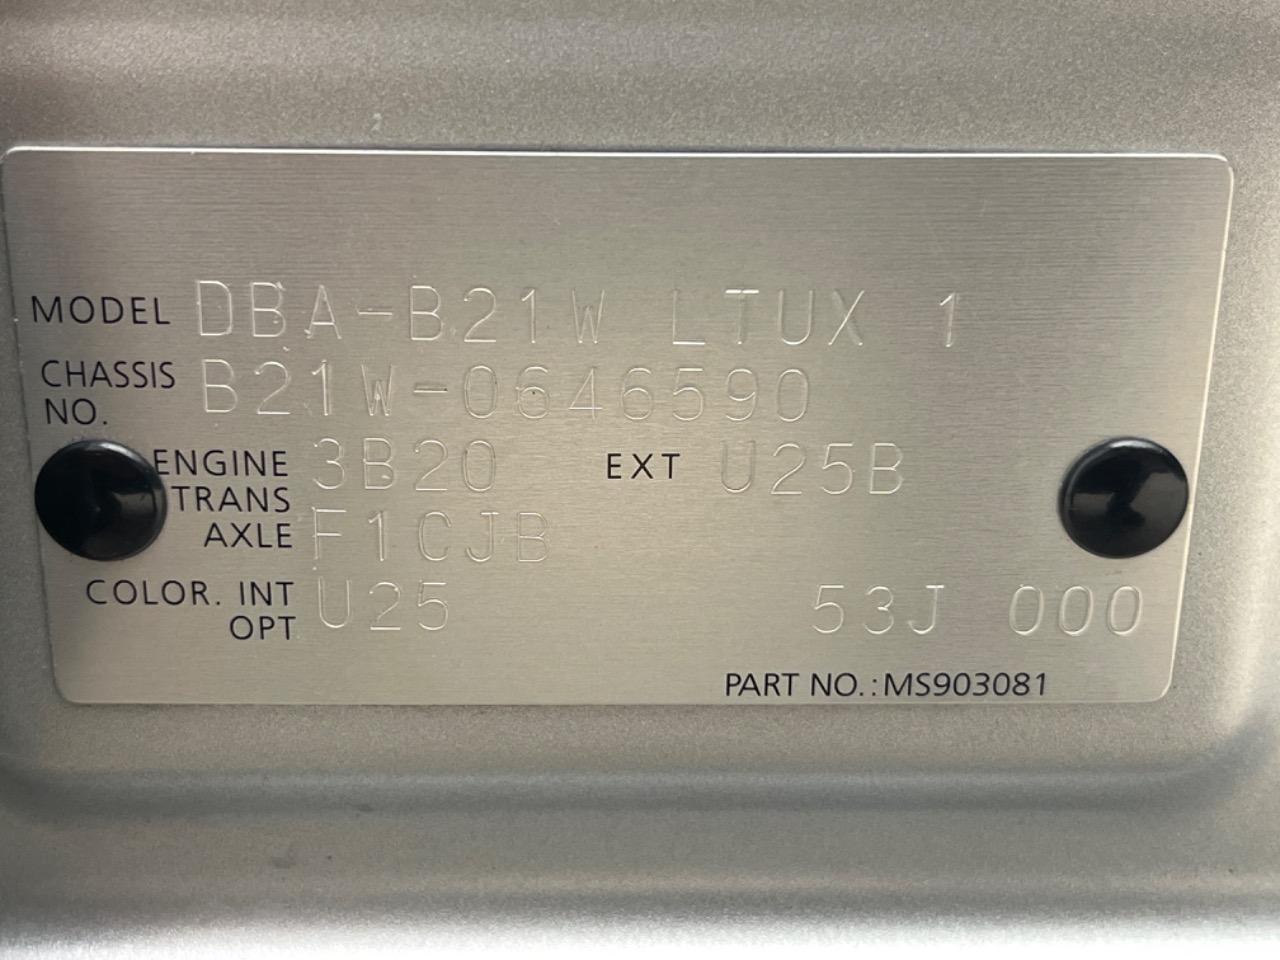 MODEL DBA-B21W LTUX 1
CHASSIS NO. B21W-0646590
ENGINE 3B20 EXT U25B
TRANS AXLE F1CJB
COLOR. INT OPT U25 53J 000
PART NO.:MS903081